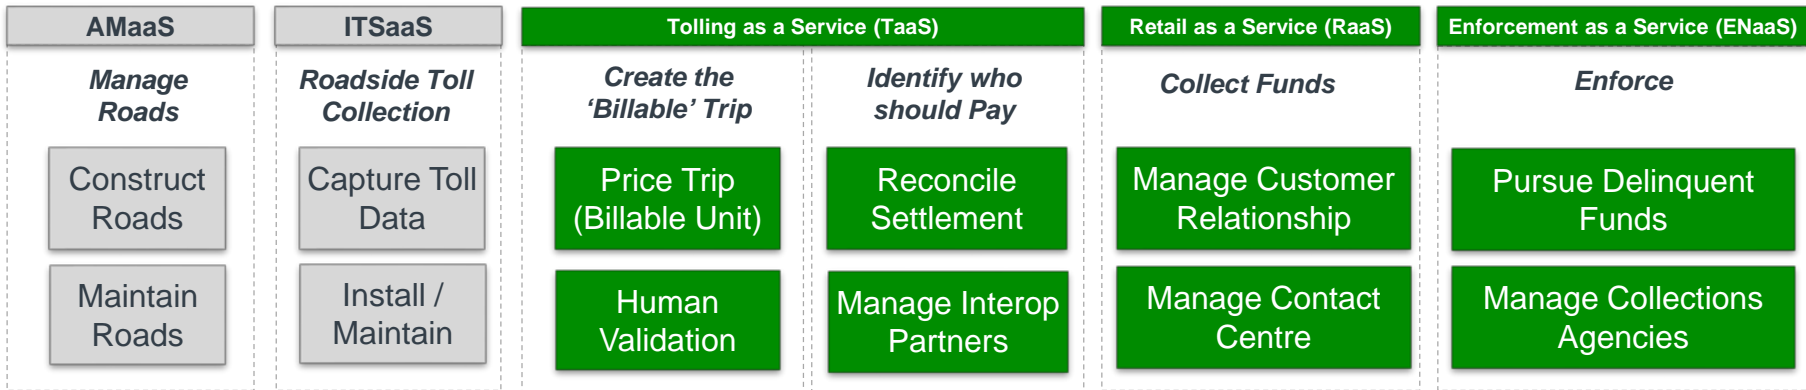 AMaaS
Manage
Roads
Construct
Roads
Maintain
Roads
ITSaaS
Roadside Toll
Collection
Capture Toll
Data
Install /
Maintain
Tolling as a Service (TaaS)
Create the
‘Billable’ Trip
Price Trip
(Billable Unit)
Human
Validation
Identify who
should Pay
Reconcile
Settlement
Manage Interop
Partners
Retail as a Service (RaaS)
Collect Funds
Manage Customer
Relationship
Manage Contact
Centre
Enforcement as a Service (ENaaS)
Enforce
Pursue Delinquent
Funds
Manage Collections
Agencies